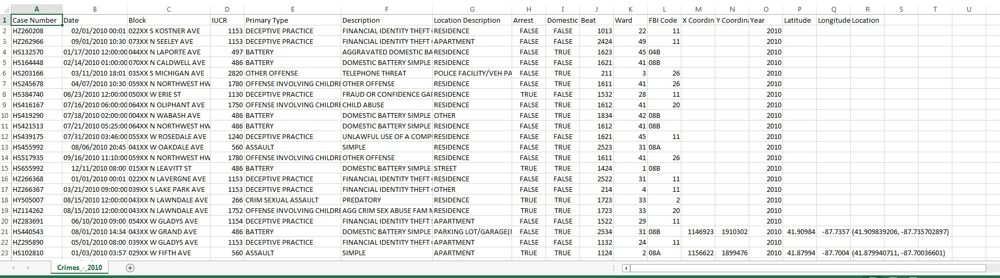 A B C D E F G H I J K L M N O P Q R S T U
1 Case Number Date Block IUCR Primary Type Description Location Description Arrest Domestic Beat Ward FBI Code X Coordin Y Coordina Year Latitude Longitude Location
2 HZ260208 02/01/2010 00:01 022XX S KOSTNER AVE 1153 DECEPTIVE PRACTICE FINANCIAL IDENTITY THEFT RESIDENCE FALSE FALSE 1013 22 11 2010
3 HZ262966 09/01/2010 10:30 073XX N SEELEY AVE 1153 DECEPTIVE PRACTICE FINANCIAL IDENTITY THEFT APARTMENT FALSE FALSE 2424 49 11 2010
4 HS132570 01/17/2010 12:00:00 044XX N LAPORTE AVE 497 BATTERY AGGRAVATED DOMESTIC BA RESIDENCE FALSE TRUE 1623 45 04B 2010
5 HS164448 02/14/2010 01:00:00 070XX N CALDWELL AVE 486 BATTERY DOMESTIC BATTERY SIMPLE RESIDENCE FALSE FALSE 1621 41 08B 2010
6 HS203166 03/11/2010 18:01 035XX S MICHIGAN AVE 2820 OTHER OFFENSE TELEPHONE THREAT POLICE FACILITY/VEH PA FALSE TRUE 211 3 26 2010
7 HS245678 04/07/2010 10:30 059XX N NORTHWEST HW 1780 OFFENSE INVOLVING CHILDRE OTHER OFFENSE RESIDENCE FALSE TRUE 1611 41 26 2010
8 HS384740 06/23/2010 12:00:00 050XX W ERIE ST 1130 DECEPTIVE PRACTICE FRAUD OR CONFIDENCE GA RESIDENCE TRUE FALSE 1532 28 11 2010
9 HS416167 07/16/2010 06:00:00 064XX N OLIPHANT AVE 1750 OFFENSE INVOLVING CHILDRE CHILD ABUSE RESIDENCE FALSE TRUE 1612 41 20 2010
10 HS419290 07/18/2010 02:00:00 004XX N WABASH AVE 486 BATTERY DOMESTIC BATTERY SIMPLE OTHER FALSE TRUE 1834 42 08B 2010
11 HS421513 07/21/2010 05:25:00 064XX N NORTHWEST HW 486 BATTERY DOMESTIC BATTERY SIMPLE RESIDENCE FALSE TRUE 1612 41 08B 2010
12 HS439175 07/31/2010 03:46:00 055XX W ROSEDALE AVE 1240 DECEPTIVE PRACTICE UNLAWFUL USE OF A COMP RESIDENCE FALSE FALSE 1621 45 11 2010
13 HS455992 08/06/2010 20:45 041XX W OAKDALE AVE 560 ASSAULT SIMPLE RESIDENCE FALSE TRUE 2523 31 08A 2010
14 HS517935 09/16/2010 11:10:00 059XX N NORTHWEST HW 1780 OFFENSE INVOLVING CHILDRE OTHER OFFENSE RESIDENCE FALSE TRUE 1611 41 26 2010
15 HS655992 12/11/2010 08:00 015XX N LEAVITT ST 486 BATTERY DOMESTIC BATTERY SIMPLE STREET TRUE TRUE 1424 1 08B 2010
16 HZ266368 01/01/2010 00:01 022XX N LAVERGNE AVE 1153 DECEPTIVE PRACTICE FINANCIAL IDENTITY THEFT RESIDENCE FALSE FALSE 2522 31 11 2010
17 HZ266367 03/21/2010 09:00:00 039XX S LAKE PARK AVE 1153 DECEPTIVE PRACTICE FINANCIAL IDENTITY THEFT OTHER FALSE FALSE 214 4 11 2010
18 HY505007 08/15/2010 12:00:00 043XX N LAWNDALE AVE 266 CRIM SEXUAL ASSAULT PREDATORY RESIDENCE TRUE TRUE 1723 33 2 2010
19 HZ114262 08/15/2010 12:00:00 043XX N LAWNDALE AVE 1752 OFFENSE INVOLVING CHILDRE AGG CRIM SEX ABUSE FAM RESIDENCE TRUE TRUE 1723 33 20 2010
20 HZ283691 06/10/2010 09:00 054XX W GLADYS AVE 1154 DECEPTIVE PRACTICE FINANCIAL IDENTITY THEFT APARTMENT FALSE FALSE 1522 29 11 2010
21 HS440543 08/01/2010 14:34 043XX W GRAND AVE 486 BATTERY DOMESTIC BATTERY SIMPLE PARKING LOT/GARAGE( FALSE TRUE 2534 31 08B 1146923 1910302 2010 41.90984 -87.7357 (41.909839206, -87.735702897)
22 HZ295890 05/01/2010 08:00 039XX W GLADYS AVE 1153 DECEPTIVE PRACTICE FINANCIAL IDENTITY THEFT APARTMENT FALSE FALSE 1132 24 11 2010
23 HS102810 01/03/2010 03:57 029XX W FIFTH AVE 560 ASSAULT SIMPLE APARTMENT TRUE TRUE 1124 2 08A 1156622 1899476 2010 41.87994 -87.7004 (41.879940711, -87.70036601)
Crimes_-_2010